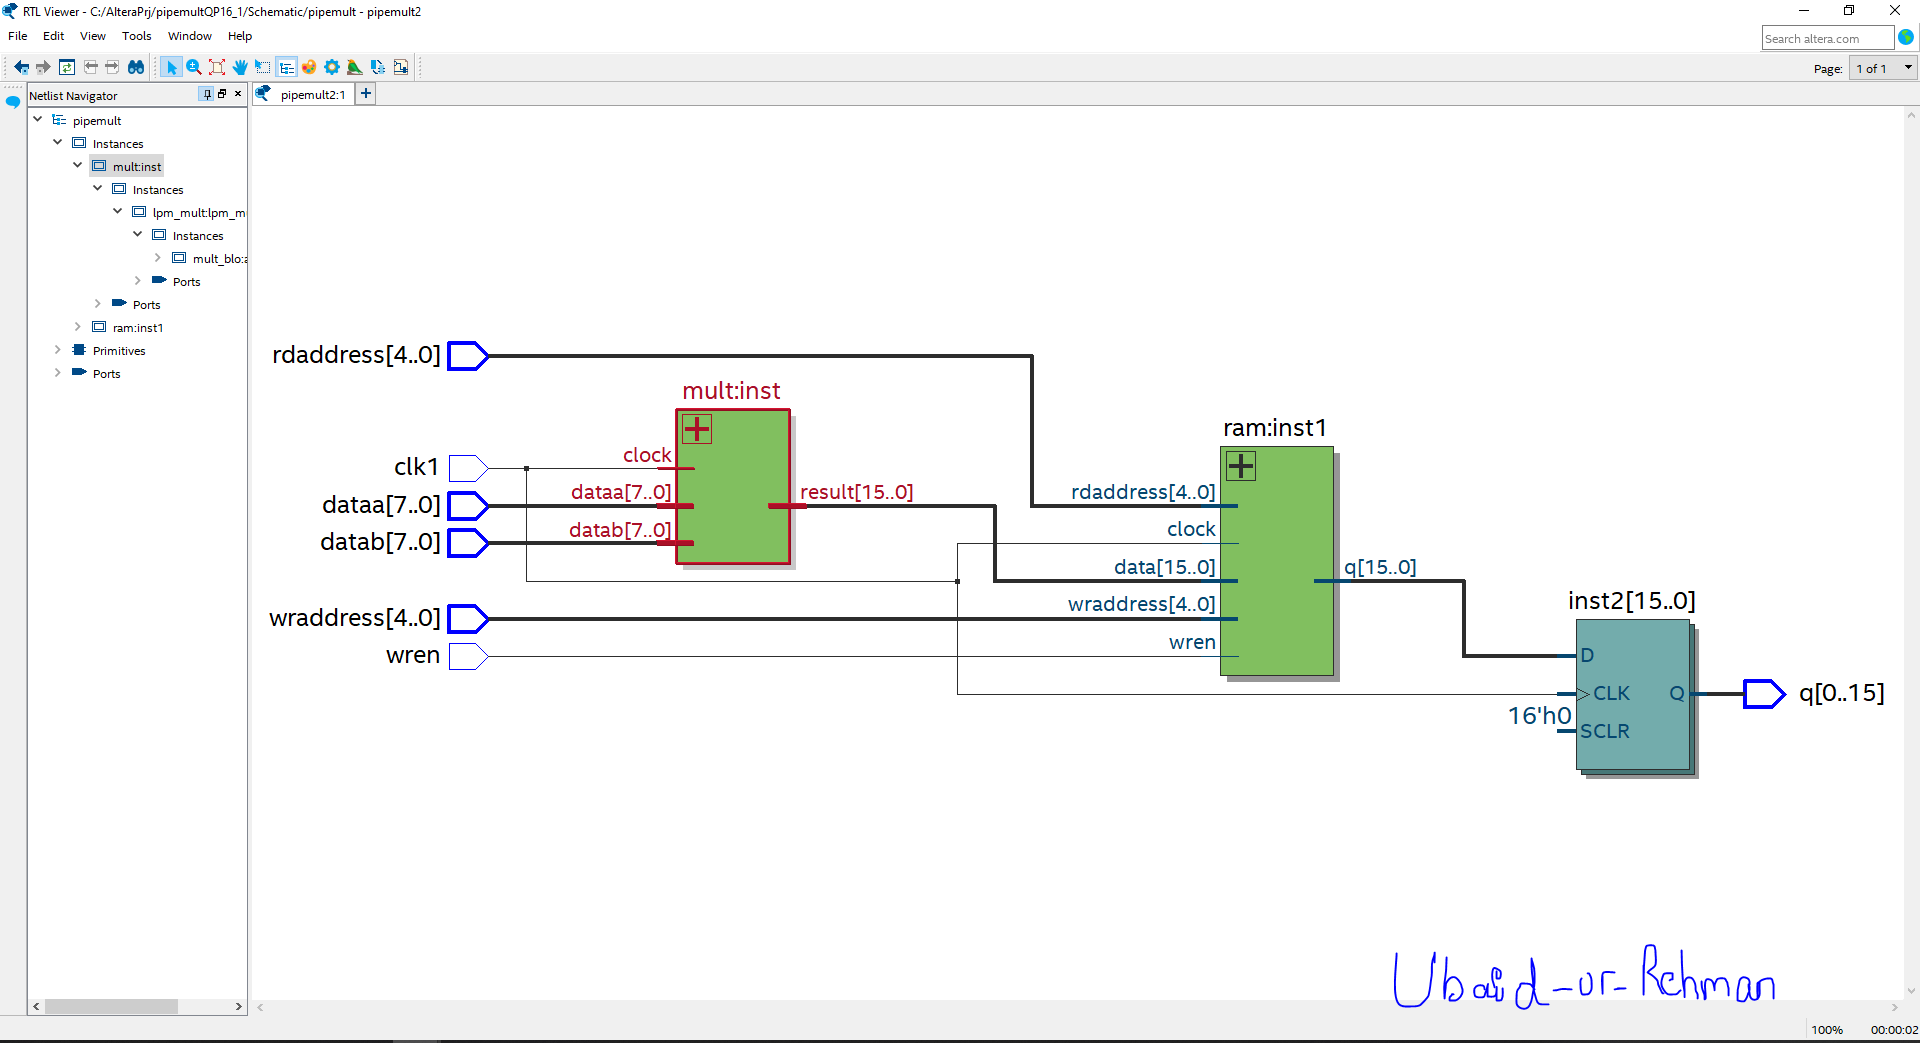 RTL Viewer - C:/AlteraPrj/pipemultQP16_1/Schematic/pipemult - pipemult2
File Edit View Tools Window Help
Search altera.com
Page: 1 of 1
Netlist Navigator
pipemult2:1
pipemult
Instances
mult:inst
Instances
lpm_mult:lpm_m
Instances
mult_blo:a
Ports
Ports
ram:inst1
Primitives
Ports
rdaddress[4..0]
mult:inst
clk1
clock
dataa[7..0]
dataa[7..0]
result[15..0]
datab[7..0]
datab[7..0]
wraddress[4..0]
wren
ram:inst1
rdaddress[4..0]
clock
data[15..0]
q[15..0]
wraddress[4..0]
wren
inst2[15..0]
D
CLK
Q
16'h0
SCLR
q[0..15]
Ubaid-ur-Rehman
100% 00:00:02